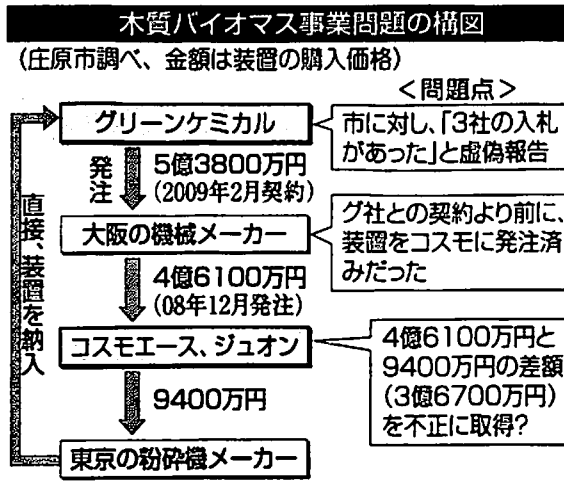 木質バイオマス事業問題の構図
(庄原市調べ、金額は装置の購入価格)
<問題点>
グリーンケミカル
市に対し、「3社の入札
があった」と虚偽報告
発注
5億3800万円
(2009年2月契約)
大阪の機械メーカー
グ社との契約より前に、
装置をコスモに発注済
みだった
4億6100万円
(08年12月発注)
コスモエース、ジュオン
4億6100万円と
9400万円の差額
(3億6700万円)
を不正に取得?
9400万円
東京の粉砕機メーカー
直接、装置を納入